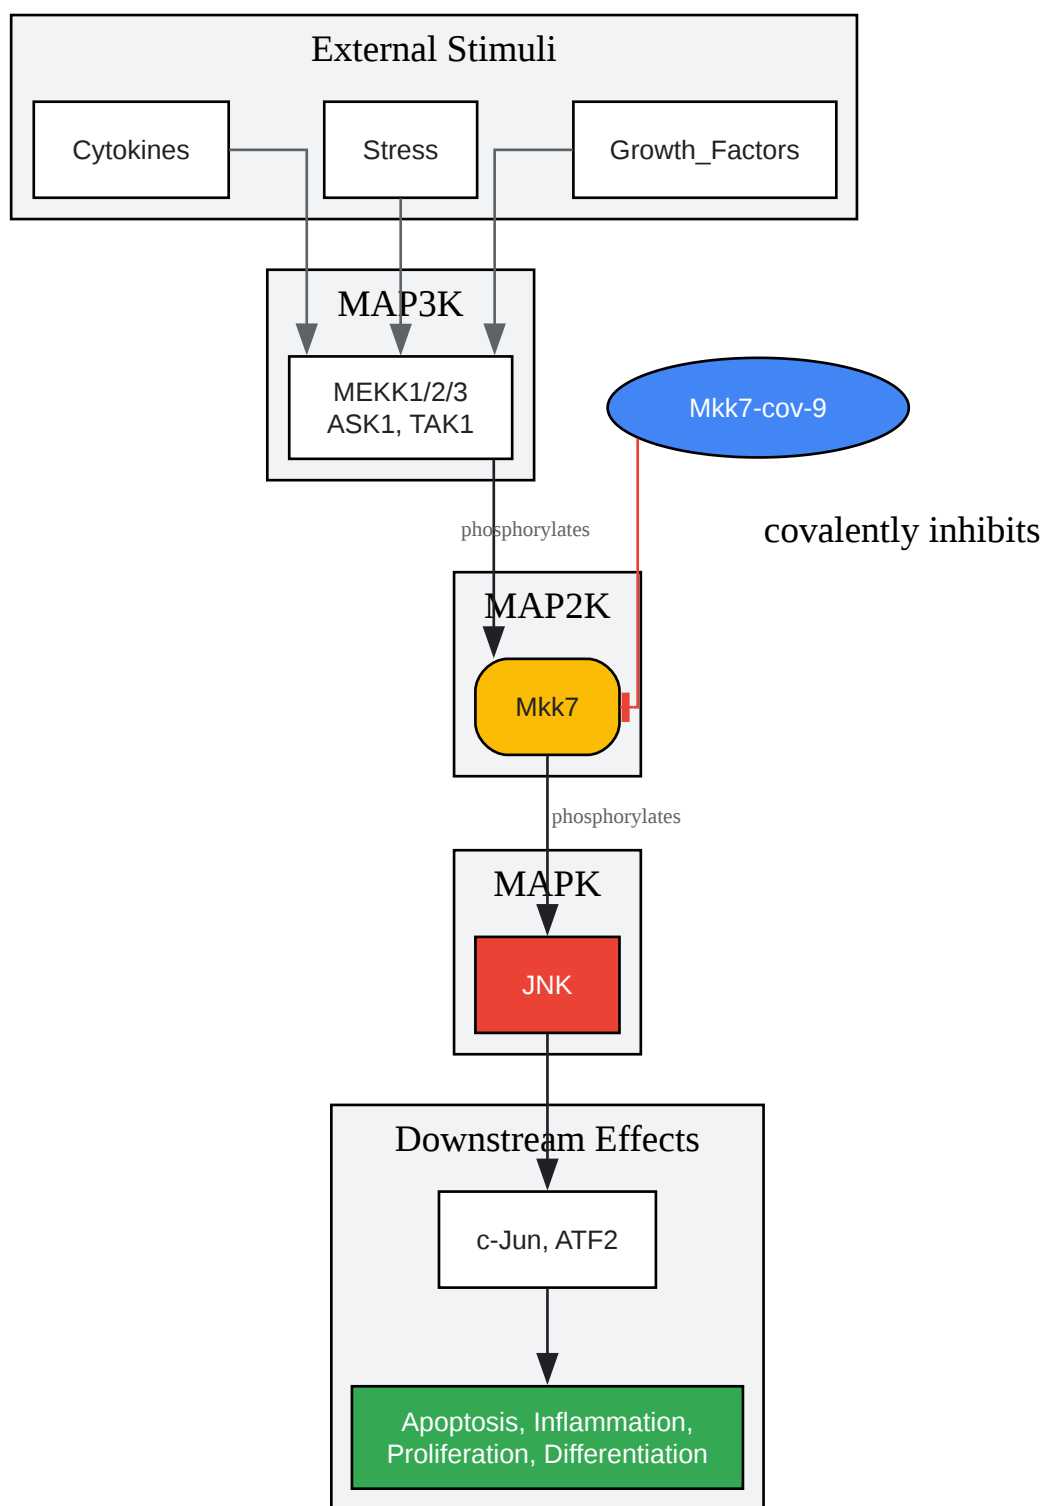 External Stimuli
Cytokines
Stress
Growth_Factors
MAP3K
MEKK1/2/3
ASK1, TAK1
Mkk7-cov-9
phosphorylates
covalently inhibits
MAP2K
Mkk7
phosphorylates
MAPK
JNK
Downstream Effects
c-Jun, ATF2
Apoptosis, Inflammation,
Proliferation, Differentiation